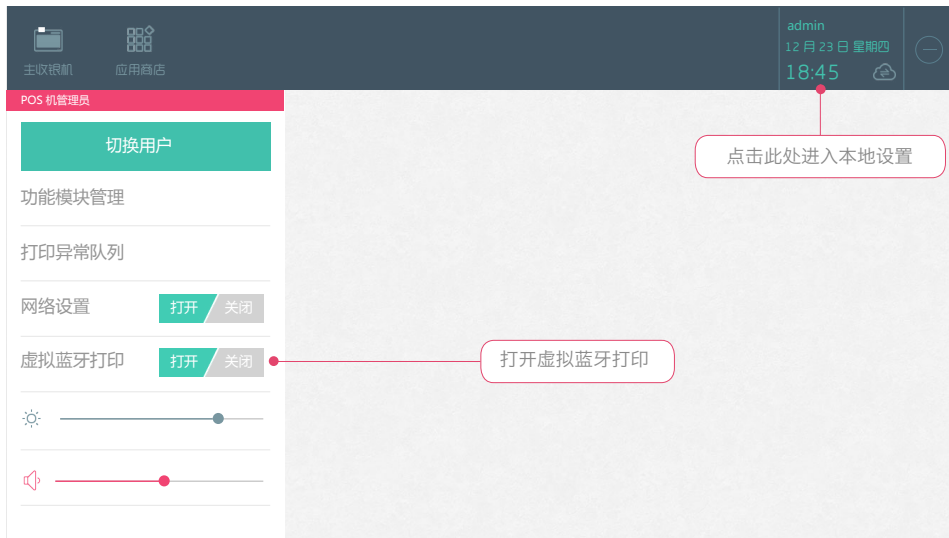 主收银机
应用商店
admin
12 月 23 日 星期四
18:45
POS 机管理员
切换用户
点击此处进入本地设置
功能模块管理
打印异常队列
网络设置 打开 关闭
虚拟蓝牙打印 打开 关闭
打开虚拟蓝牙打印